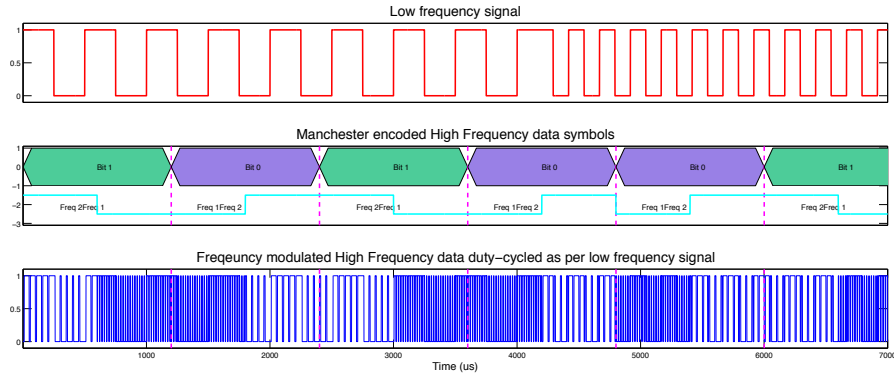 Low frequency signal
1
0.5
0
Manchester encoded High Frequency data symbols
1
0
−1
−2
−3
Bit 1 Bit 0 Bit 1 Bit 0 Bit 0 Bit 1
Freq 2Freq 1 Freq 1Freq 2 Freq 2Freq 1 Freq 1Freq 2 Freq 1Freq 2 Freq 2Freq 1
Freqeuncy modulated High Frequency data duty−cycled as per low frequency signal
1
0.5
0
1000 2000 3000 4000 5000 6000 7000
Time (us)